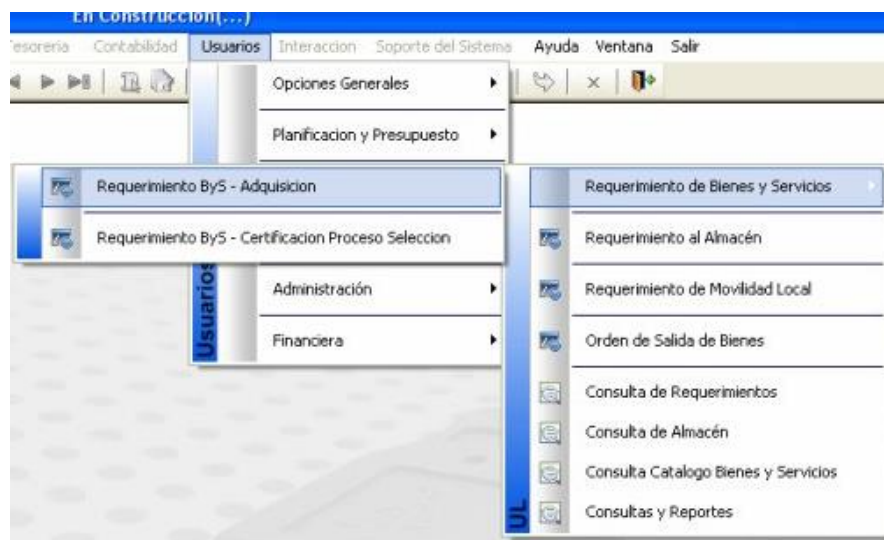 En Construccion(...)
Tesoreria Contabilidad Usuarios Interaccion Soporte del Sistema Ayuda Ventana Salir
Opciones Generales
Planificacion y Presupuesto
Requerimiento ByS - Adquisicion
Requerimiento ByS - Certificacion Proceso Seleccion
Administración
Financiera
Usuarios
Requerimiento de Bienes y Servicios
Requerimiento al Almacén
Requerimiento de Movilidad Local
Orden de Salida de Bienes
Consulta de Requerimientos
Consulta de Almacén
Consulta Catalogo Bienes y Servicios
Consultas y Reportes
UL